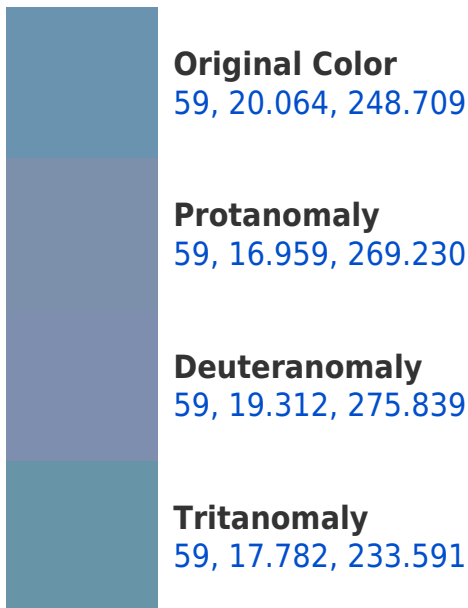 Original Color
59, 20.064, 248.709
Protanomaly
59, 16.959, 269.230
Deuteranomaly
59, 19.312, 275.839
Tritanomaly
59, 17.782, 233.591